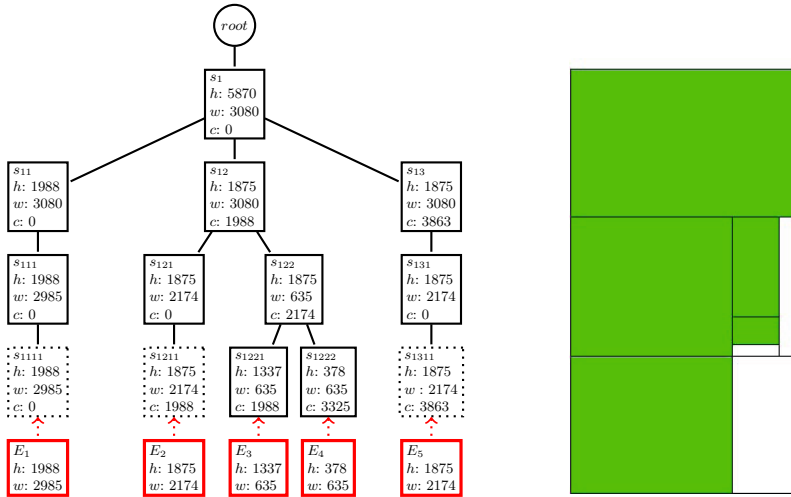 root
s₁
h: 5870
w: 3080
c: 0
s₁₁
h: 1988
w: 3080
c: 0
s₁₂
h: 1875
w: 3080
c: 1988
s₁₃
h: 1875
w: 3080
c: 3863
s₁₁₁
h: 1988
w: 2985
c: 0
s₁₂₁
h: 1875
w: 2174
c: 0
s₁₂₂
h: 1875
w: 635
c: 2174
s₁₃₁
h: 1875
w: 2174
c: 0
s₁₁₁₁
h: 1988
w: 2985
c: 0
s₁₂₁₁
h: 1875
w: 2174
c: 1988
s₁₂₂₁
h: 1337
w: 635
c: 1988
s₁₂₂₂
h: 378
w: 635
c: 3325
s₁₃₁₁
h: 1875
w : 2174
c: 3863
E₁
h: 1988
w: 2985
E₂
h: 1875
w: 2174
E₃
h: 1337
w: 635
E₄
h: 378
w: 635
E₅
h: 1875
w: 2174